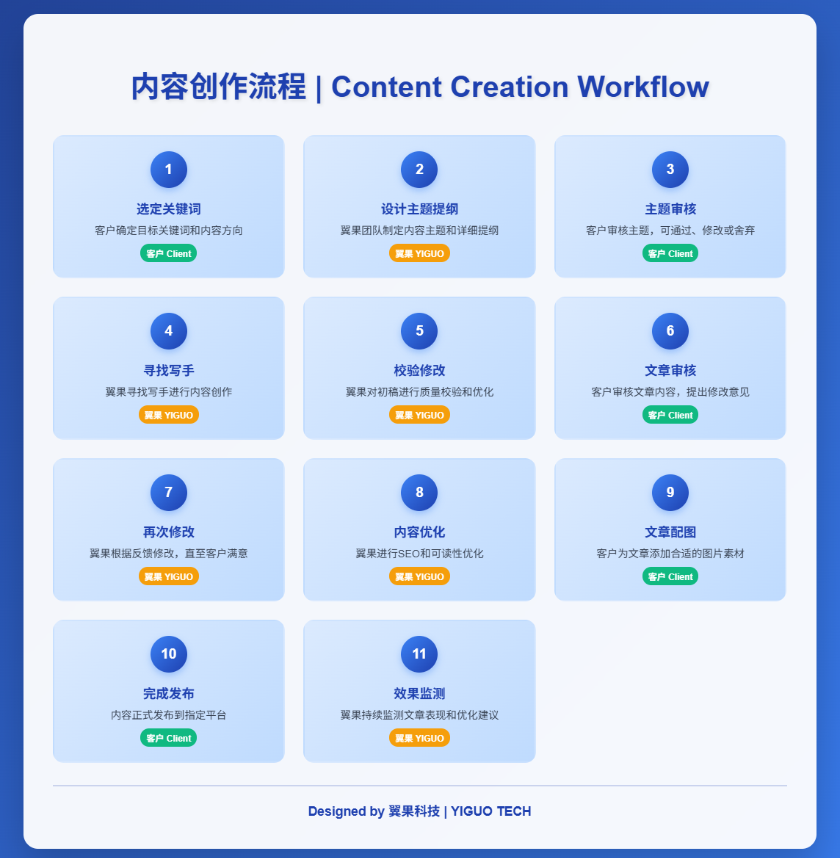 内容创作流程 | Content Creation Workflow
1
选定关键词
客户确定目标关键词和内容方向
客户 Client
2
设计主题提纲
翼果团队制定内容主题和详细提纲
翼果 YIGUO
3
主题审核
客户审核主题，可通过、修改或舍弃
客户 Client
4
寻找写手
翼果寻找写手进行内容创作
翼果 YIGUO
5
校验修改
翼果对初稿进行质量校验和优化
翼果 YIGUO
6
文章审核
客户审核文章内容，提出修改意见
客户 Client
7
再次修改
翼果根据反馈修改，直至客户满意
翼果 YIGUO
8
内容优化
翼果进行SEO和可读性优化
翼果 YIGUO
9
文章配图
客户为文章添加合适的图片素材
客户 Client
10
完成发布
内容正式发布到指定平台
客户 Client
11
效果监测
翼果持续监测文章表现和优化建议
翼果 YIGUO
Designed by 翼果科技 | YIGUO TECH